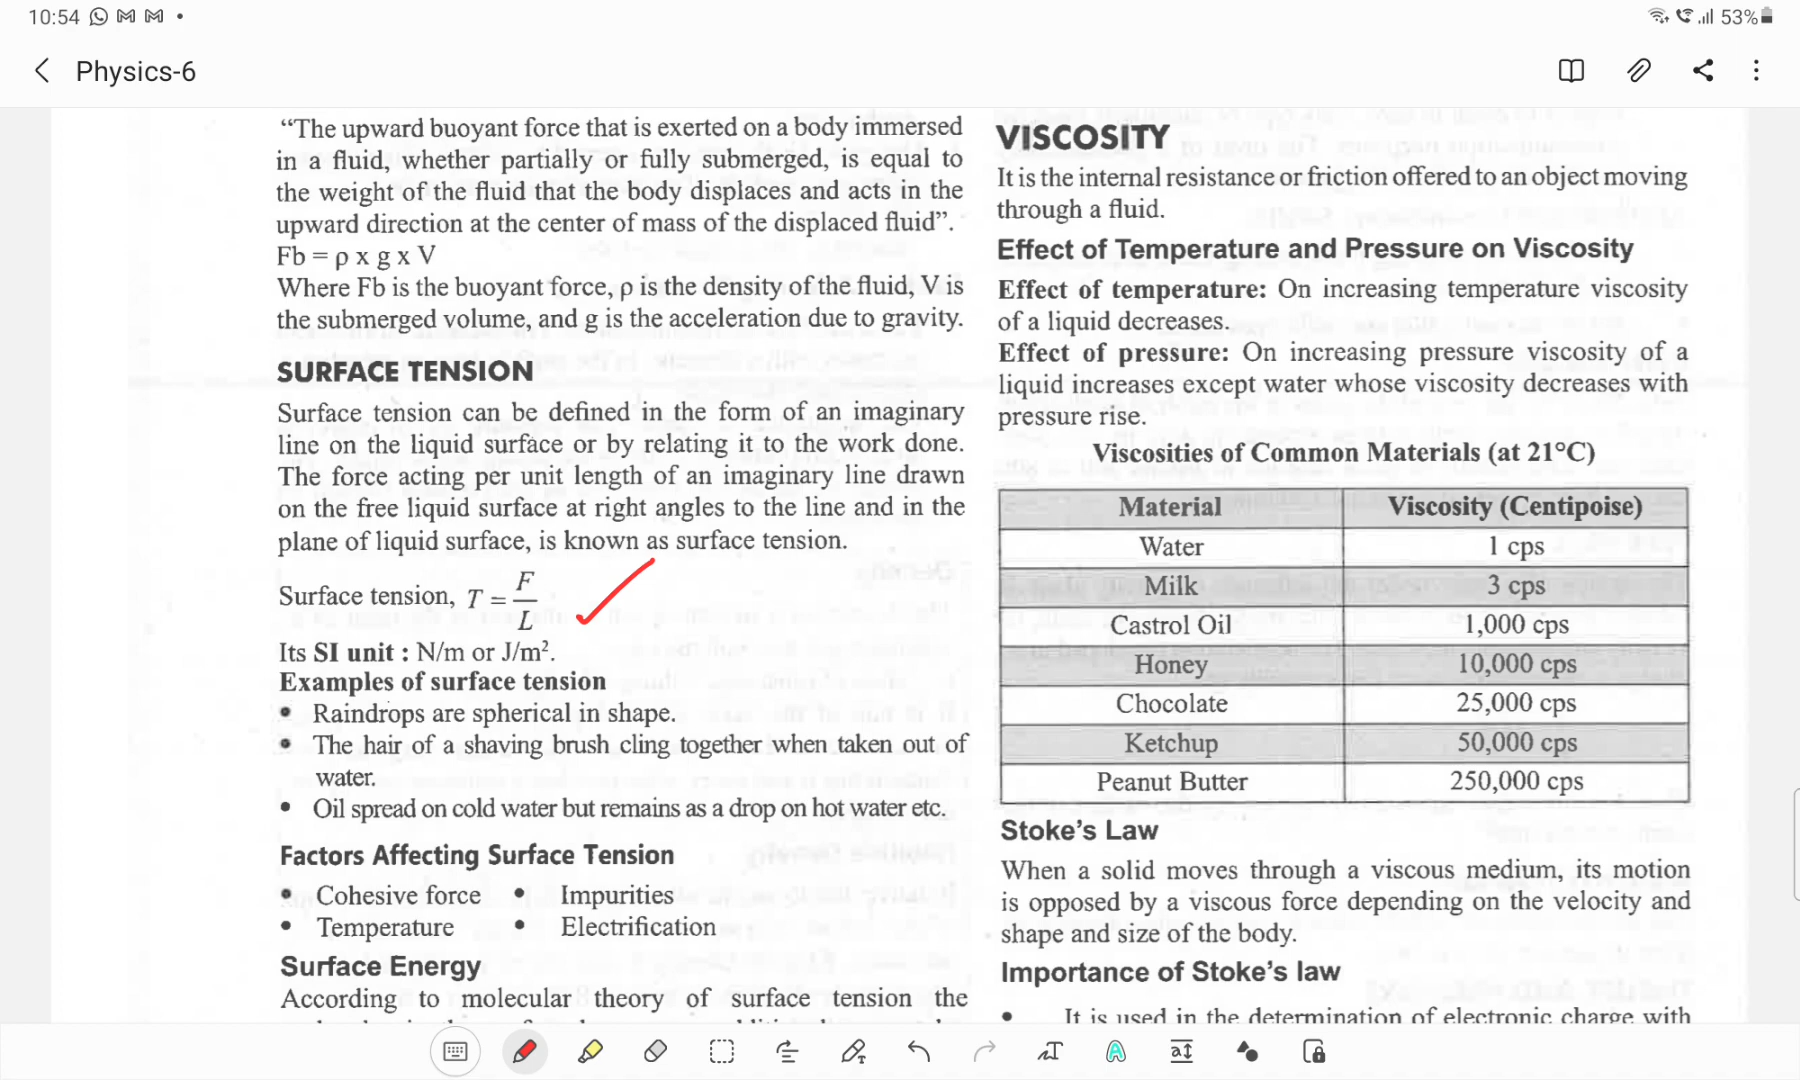 10:54
53%
Physics-6
“The upward buoyant force that is exerted on a body immersed
in a fluid, whether partially or fully submerged, is equal to
the weight of the fluid that the body displaces and acts in the
upward direction at the center of mass of the displaced fluid”.
Fb = ρ x g x V
Where Fb is the buoyant force, ρ is the density of the fluid, V is
the submerged volume, and g is the acceleration due to gravity.
SURFACE TENSION
Surface tension can be defined in the form of an imaginary
line on the liquid surface or by relating it to the work done.
The force acting per unit length of an imaginary line drawn
on the free liquid surface at right angles to the line and in the
plane of liquid surface, is known as surface tension.
Surface tension, T = F/L
Its SI unit : N/m or J/m².
Examples of surface tension
• Raindrops are spherical in shape.
• The hair of a shaving brush cling together when taken out of
water.
• Oil spread on cold water but remains as a drop on hot water etc.
Factors Affecting Surface Tension
• Cohesive force • Impurities
• Temperature • Electrification
Surface Energy
According to molecular theory of surface tension the
VISCOSITY
It is the internal resistance or friction offered to an object moving
through a fluid.
Effect of Temperature and Pressure on Viscosity
Effect of temperature: On increasing temperature viscosity
of a liquid decreases.
Effect of pressure: On increasing pressure viscosity of a
liquid increases except water whose viscosity decreases with
pressure rise.
Viscosities of Common Materials (at 21°C)
Material Viscosity (Centipoise)
Water 1 cps
Milk 3 cps
Castrol Oil 1,000 cps
Honey 10,000 cps
Chocolate 25,000 cps
Ketchup 50,000 cps
Peanut Butter 250,000 cps
Stoke’s Law
When a solid moves through a viscous medium, its motion
is opposed by a viscous force depending on the velocity and
shape and size of the body.
Importance of Stoke’s law
• It is used in the determination of electronic charge with